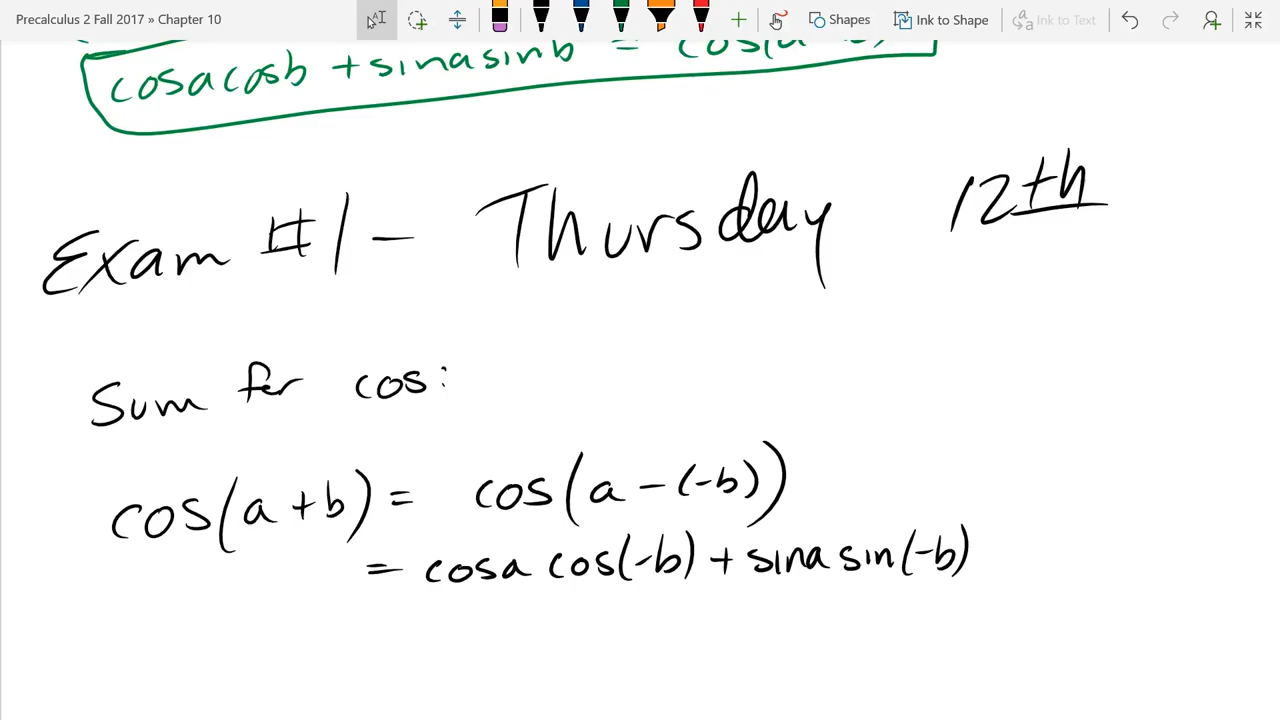 Precalculus 2 Fall 2017 » Chapter 10
Shapes Ink to Shape Ink to Text
cosacosb + sinasinb = cos(a
Exam #1 - Thursday 12th
Sum for cos:
cos(a+b) = cos(a-(-b))
= cosa cos(-b) + sina sin(-b)